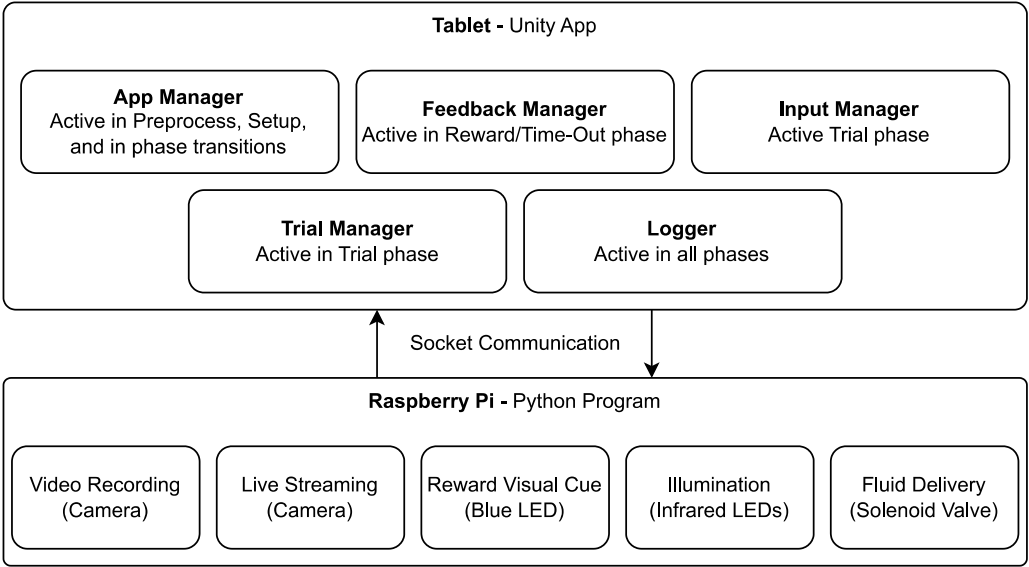 Tablet - Unity App
App Manager
Active in Preprocess, Setup,
and in phase transitions
Feedback Manager
Active in Reward/Time-Out phase
Input Manager
Active Trial phase
Trial Manager
Active in Trial phase
Logger
Active in all phases
Socket Communication
Raspberry Pi - Python Program
Video Recording
(Camera)
Live Streaming
(Camera)
Reward Visual Cue
(Blue LED)
Illumination
(Infrared LEDs)
Fluid Delivery
(Solenoid Valve)